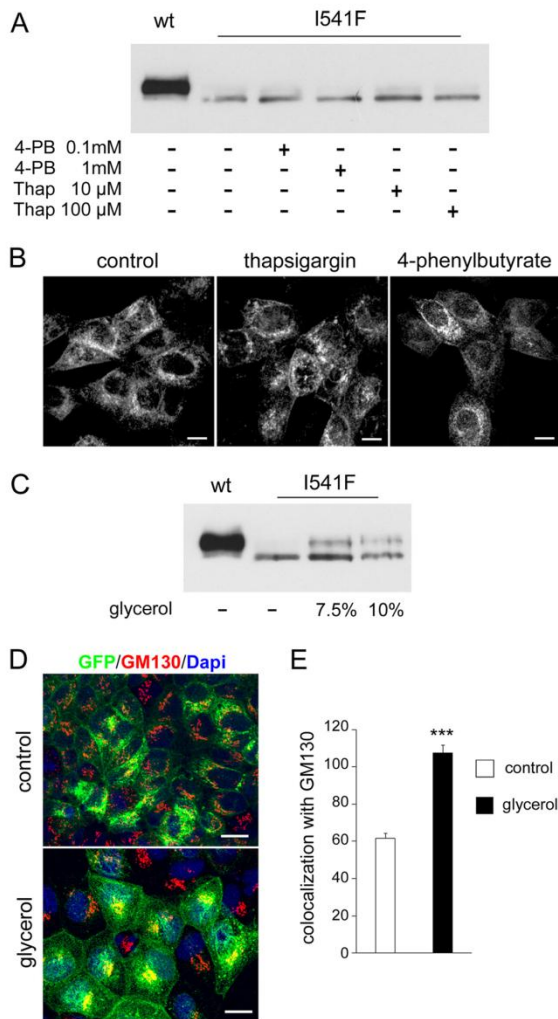 A
wt I541F
4-PB 0.1mM - - + - - -
4-PB 1mM - - - + - -
Thap 10 µM - - - - + -
Thap 100 µM - - - - - +
B
control thapsigargin 4-phenylbutyrate
C
wt I541F
glycerol - - 7.5% 10%
D
GFP/GM130/Dapi
control
glycerol
E
colocalization with GM130
120
100
80
60
40
20
0
***
control
glycerol